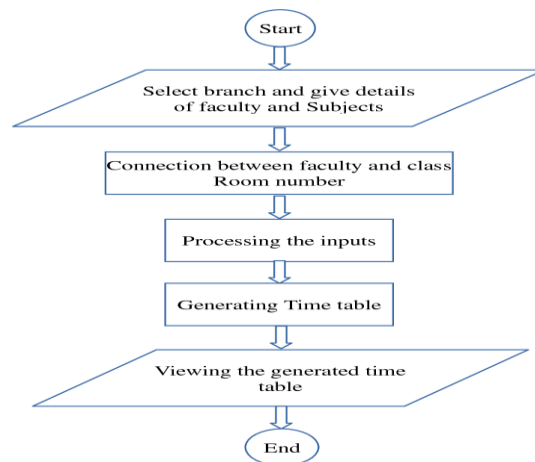 Start
Select branch and give details
of faculty and Subjects
Connection between faculty and class
Room number
Processing the inputs
Generating Time table
Viewing the generated time
table
End